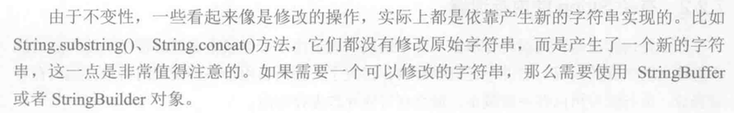 由于不变性，一些看起来像是修改的操作，实际上都是依靠产生新的字符串实现的。比如
String.substring()、String.concat()方法，它们都没有修改原始字符串，而是产生了一个新的字符
串，这一点是非常值得注意的。如果需要一个可以修改的字符串，那么需要使用 StringBuffer
或者 StringBuilder 对象。